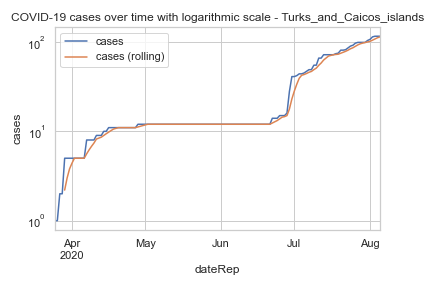 COVID-19 cases over time with logarithmic scale - Turks_and_Caicos_islands
cases
cases (rolling)
10²
10¹
10⁰
cases
Apr
2020
May
Jun
Jul
Aug
dateRep